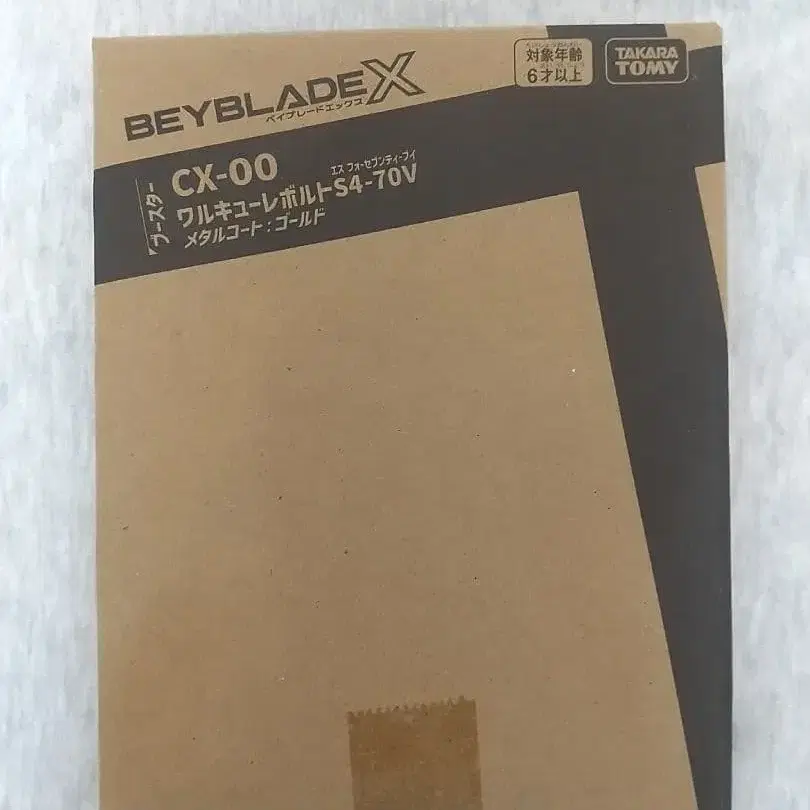 BEYBLADE X
ベイブレードエックス
対象年齢
6才以上
TAKARA
TOMY
ブースター
CX-00
エス フォーセブンティーブイ
ワルキューレボルトS4-70V
メタルコート:ゴールド